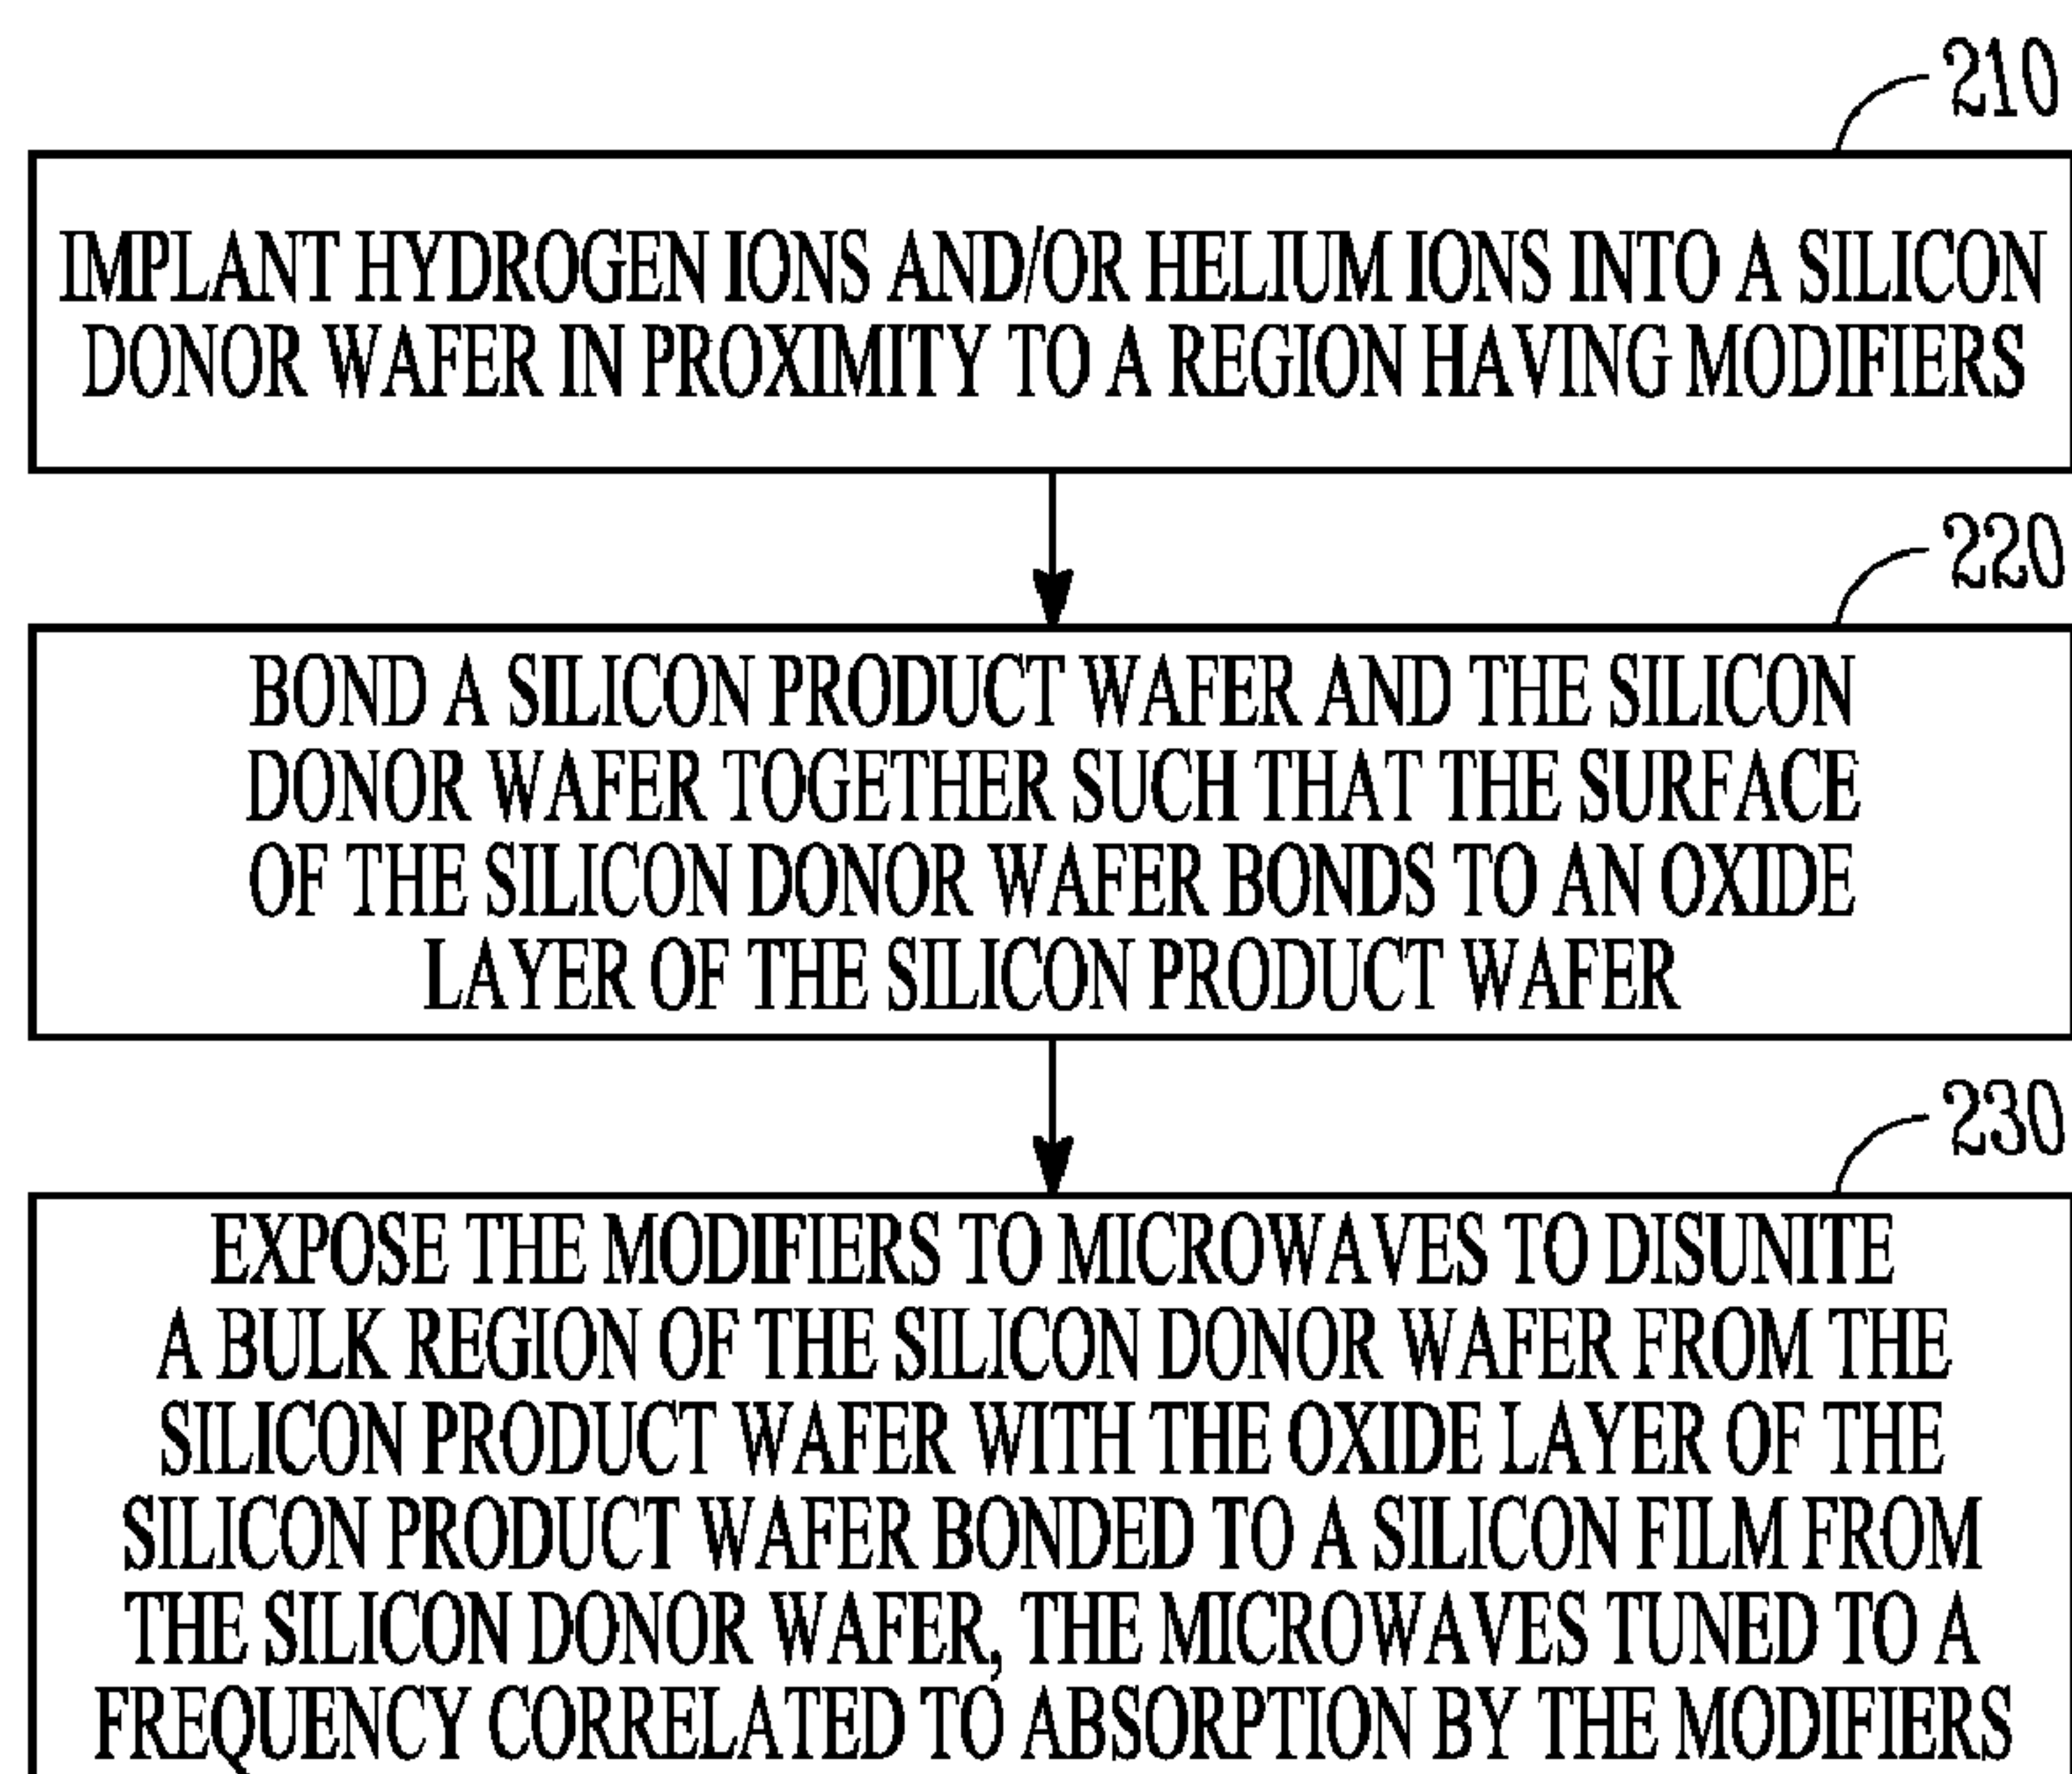 210
IMPLANT HYDROGEN IONS AND/OR HELIUM IONS INTO A SILICON
DONOR WAFER IN PROXIMITY TO A REGION HAVING MODIFIERS
220
BOND A SILICON PRODUCT WAFER AND THE SILICON
DONOR WAFER TOGETHER SUCH THAT THE SURFACE
OF THE SILICON DONOR WAFER BONDS TO AN OXIDE
LAYER OF THE SILICON PRODUCT WAFER
230
EXPOSE THE MODIFIERS TO MICROWAVES TO DISUNITE
A BULK REGION OF THE SILICON DONOR WAFER FROM THE
SILICON PRODUCT WAFER WITH THE OXIDE LAYER OF THE
SILICON PRODUCT WAFER BONDED TO A SILICON FILM FROM
THE SILICON DONOR WAFER, THE MICROWAVES TUNED TO A
FREQUENCY CORRELATED TO ABSORPTION BY THE MODIFIERS